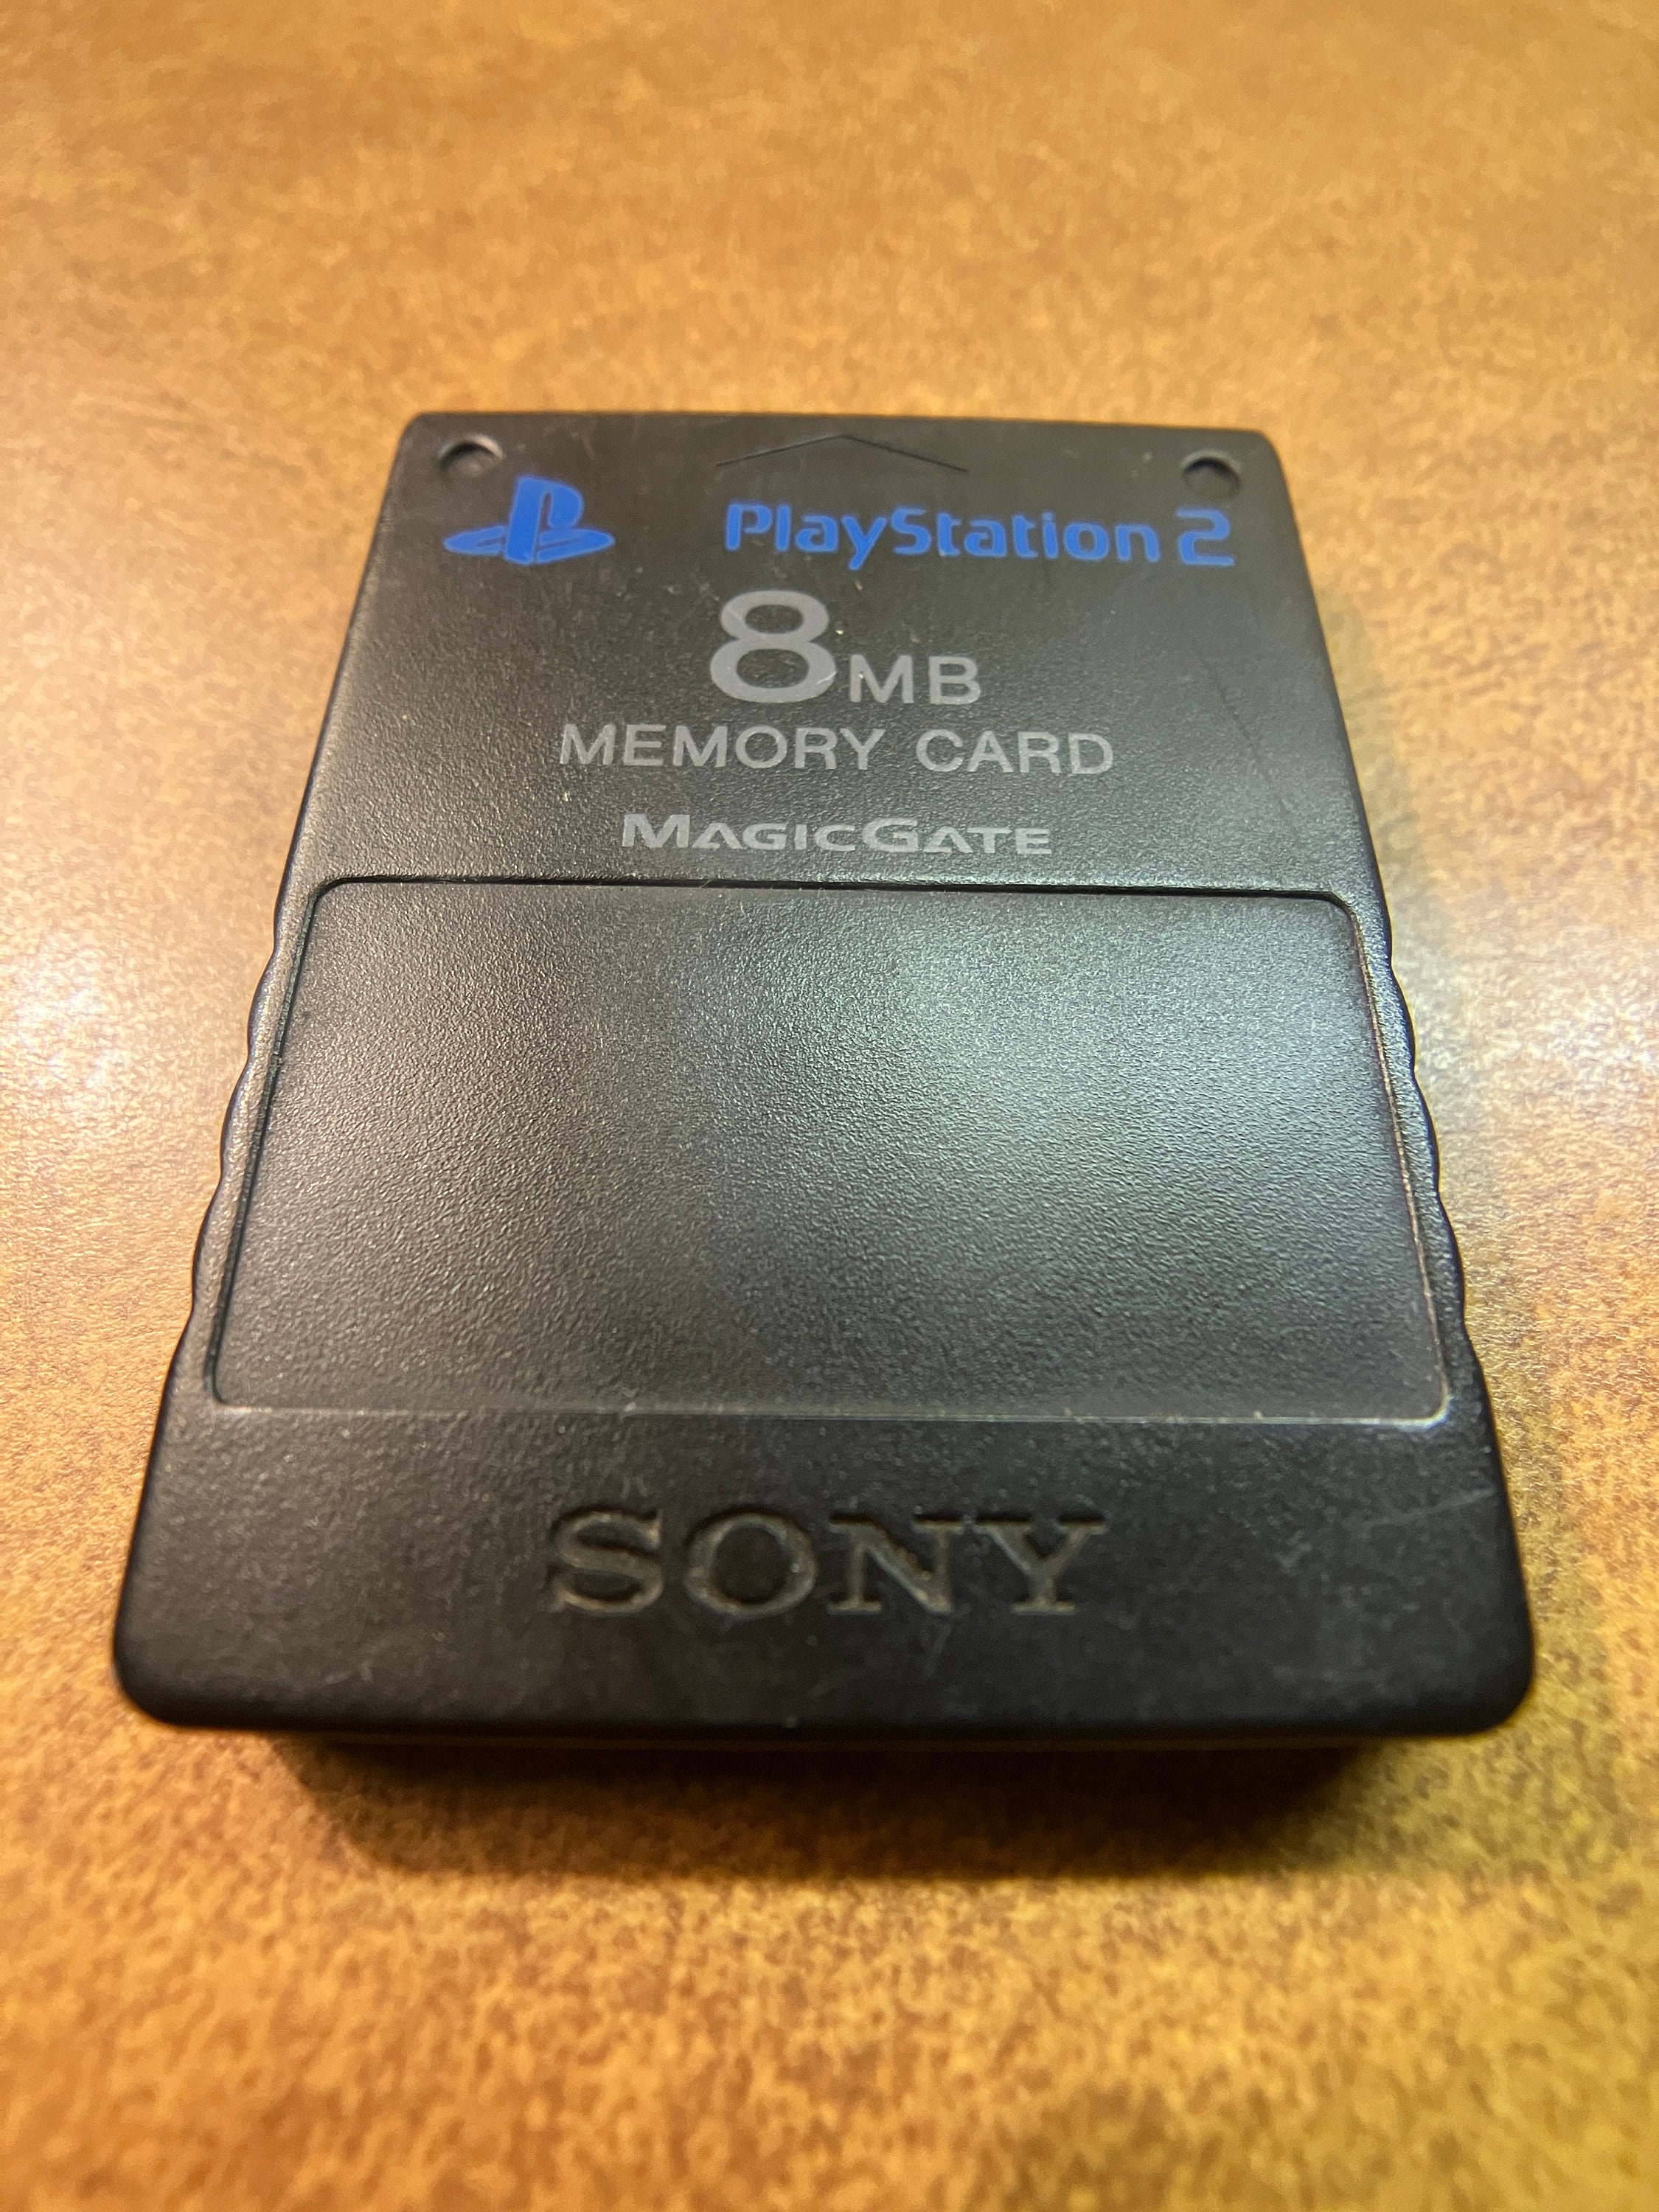 PlayStation 2
8MB
MEMORY CARD
MAGICGATE
SONY